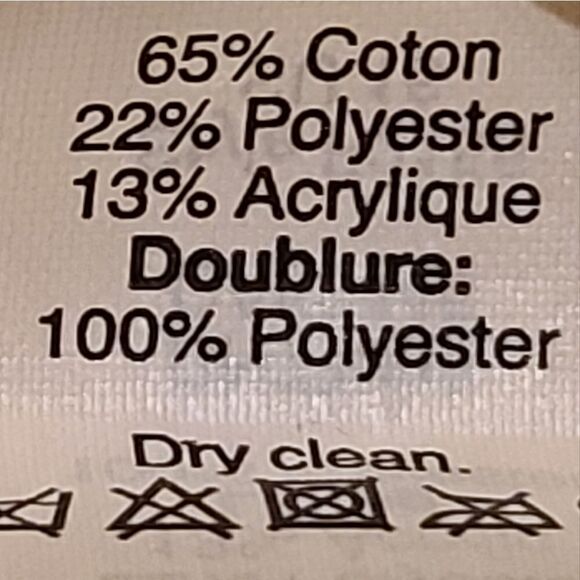 65% Coton
22% Polyester
13% Acrylique
Doublure:
100% Polyester
Dry clean.